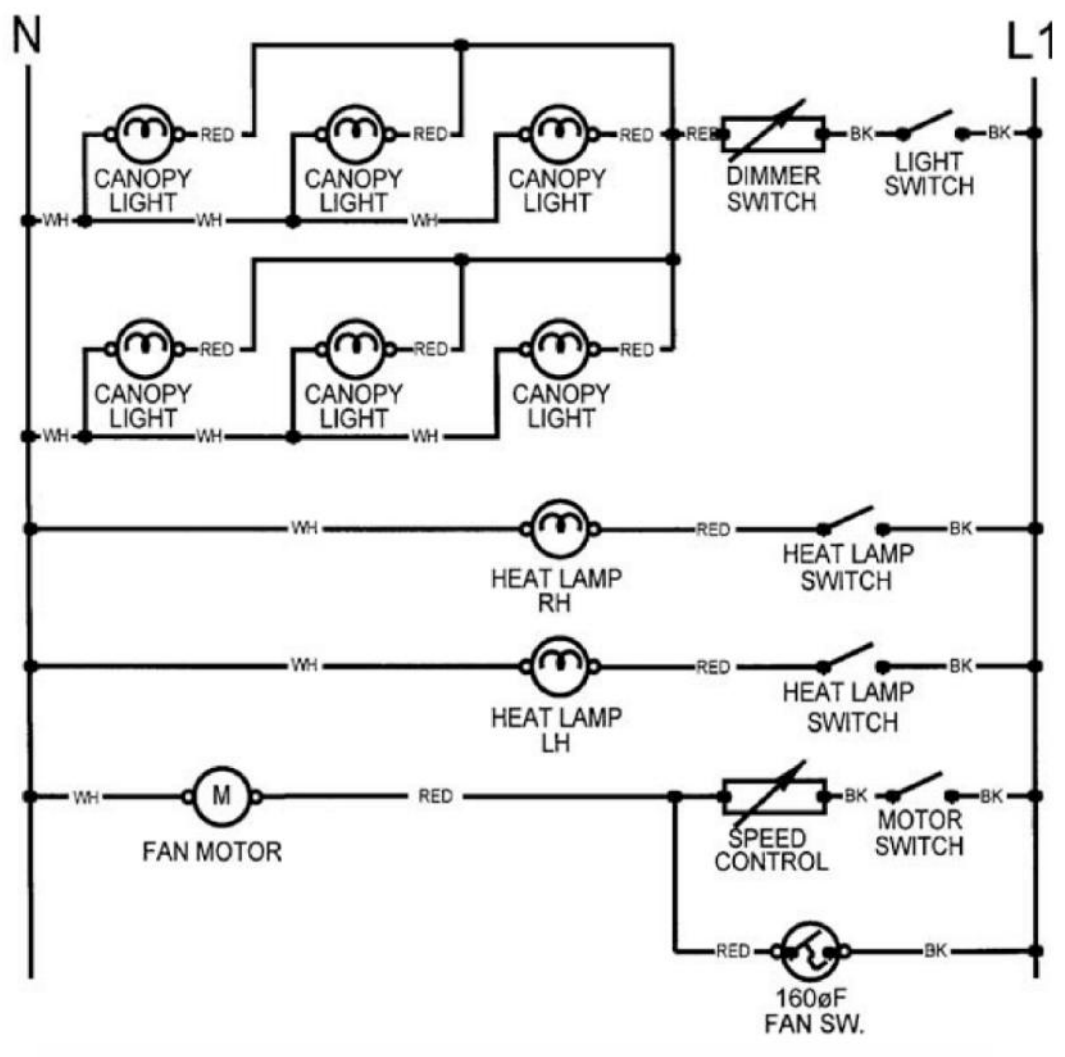 N
L1
RED
RED
RED
RED
BK
BK
CANOPY
LIGHT
CANOPY
LIGHT
CANOPY
LIGHT
DIMMER
SWITCH
LIGHT
SWITCH
WH
WH
WH
RED
RED
RED
CANOPY
LIGHT
CANOPY
LIGHT
CANOPY
LIGHT
WH
WH
WH
WH
RED
BK
HEAT LAMP
RH
HEAT LAMP
SWITCH
WH
RED
BK
HEAT LAMP
LH
HEAT LAMP
SWITCH
WH
M
RED
BK
BK
FAN MOTOR
SPEED
CONTROL
MOTOR
SWITCH
RED
BK
160øF
FAN SW.